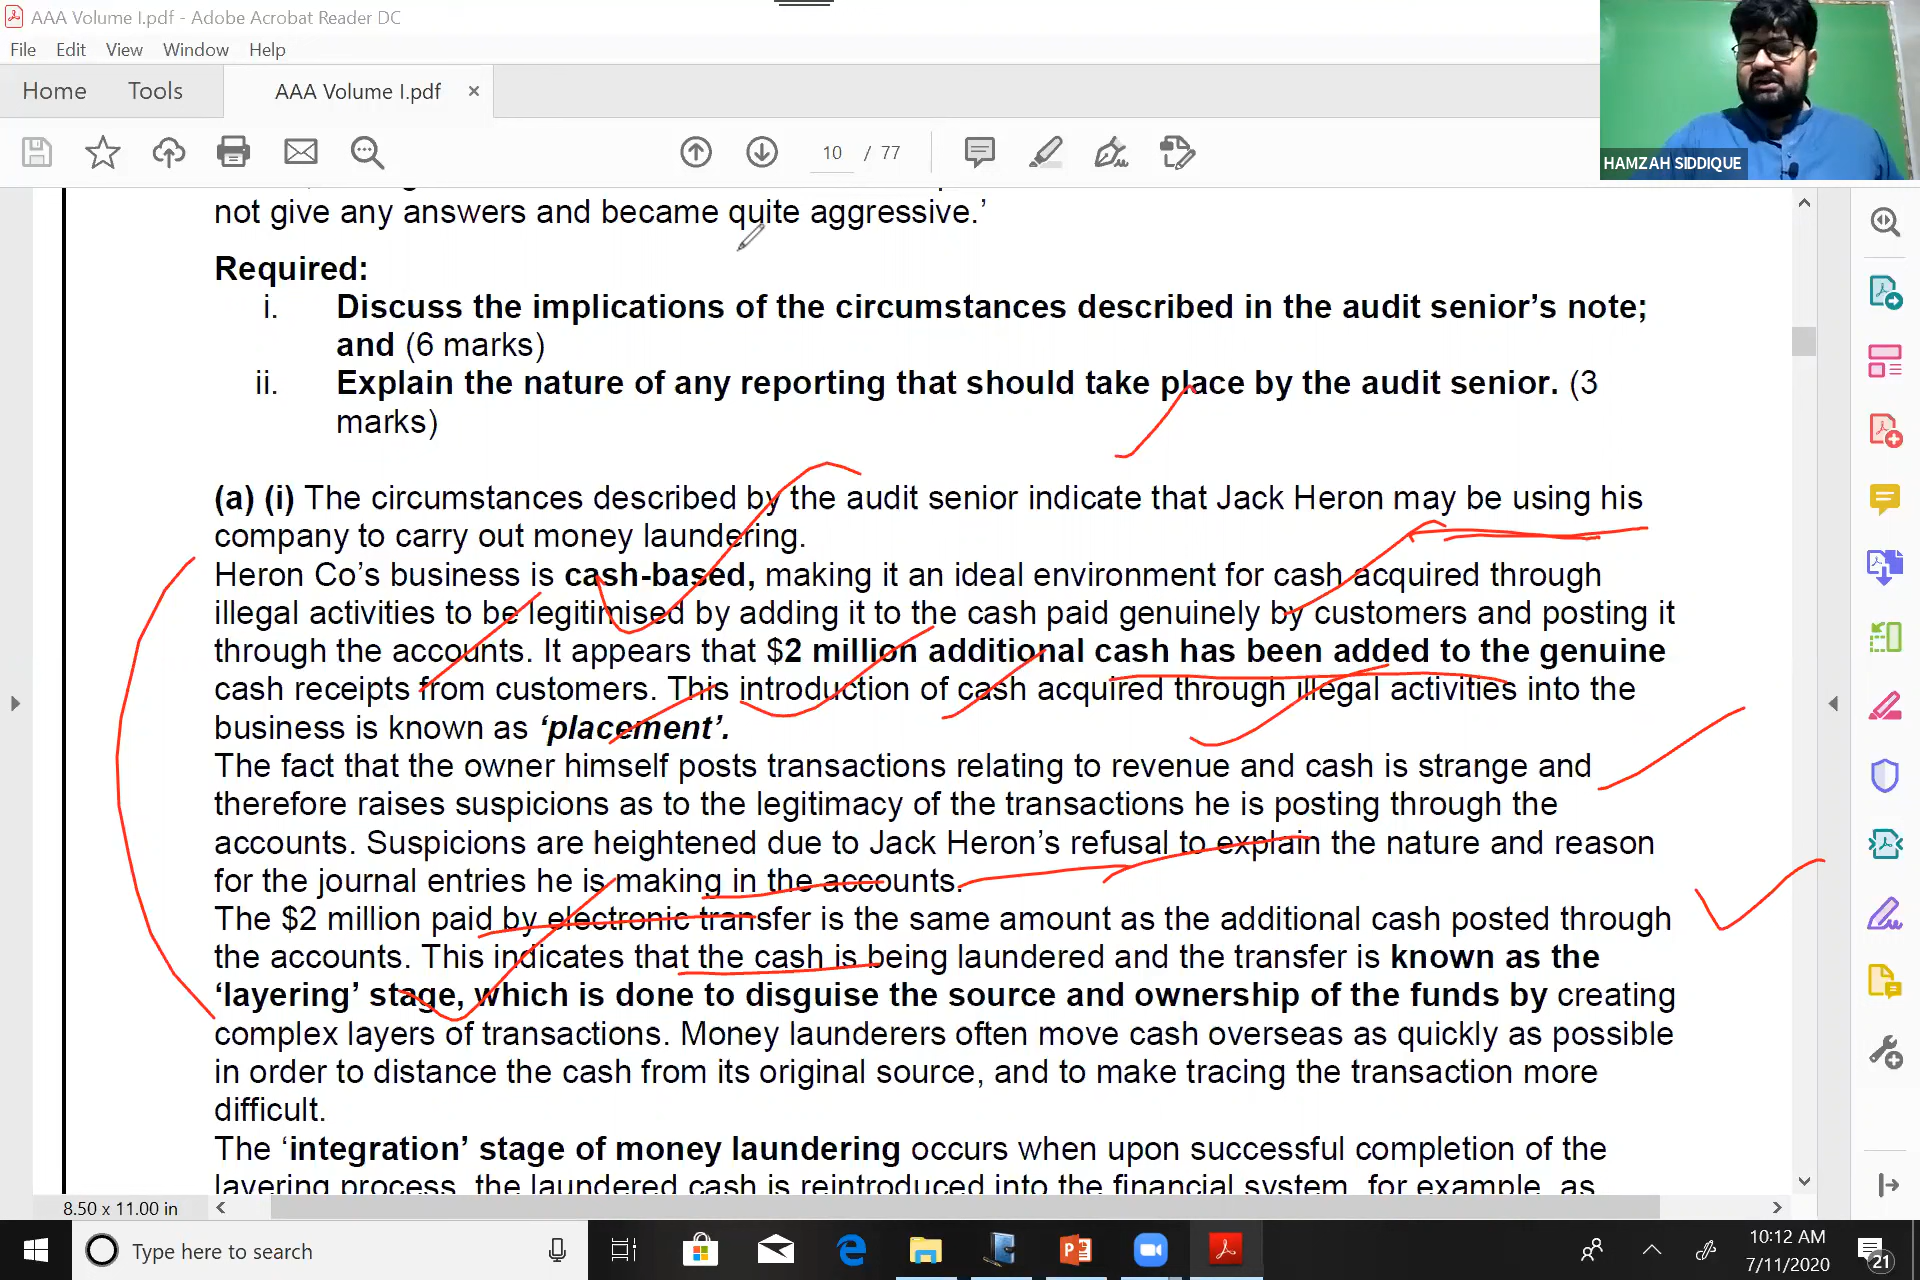 AAA Volume I.pdf - Adobe Acrobat Reader DC
File Edit View Window Help
Home Tools AAA Volume I.pdf ×
10 / 77
HAMZAH SIDDIQUE
not give any answers and became quite aggressive.’
Required:
i. Discuss the implications of the circumstances described in the audit senior’s note;
and (6 marks)
ii. Explain the nature of any reporting that should take place by the audit senior. (3
marks)
(a) (i) The circumstances described by the audit senior indicate that Jack Heron may be using his
company to carry out money laundering.
Heron Co’s business is cash-based, making it an ideal environment for cash acquired through
illegal activities to be legitimised by adding it to the cash paid genuinely by customers and posting it
through the accounts. It appears that $2 million additional cash has been added to the genuine
cash receipts from customers. This introduction of cash acquired through illegal activities into the
business is known as ‘placement’.
The fact that the owner himself posts transactions relating to revenue and cash is strange and
therefore raises suspicions as to the legitimacy of the transactions he is posting through the
accounts. Suspicions are heightened due to Jack Heron’s refusal to explain the nature and reason
for the journal entries he is making in the accounts.
The $2 million paid by electronic transfer is the same amount as the additional cash posted through
the accounts. This indicates that the cash is being laundered and the transfer is known as the
‘layering’ stage, which is done to disguise the source and ownership of the funds by creating
complex layers of transactions. Money launderers often move cash overseas as quickly as possible
in order to distance the cash from its original source, and to make tracing the transaction more
difficult.
The ‘integration’ stage of money laundering occurs when upon successful completion of the
layering process, the laundered cash is reintroduced into the financial system, for example, as
8.50 x 11.00 in
Type here to search
10:12 AM
7/11/2020
21